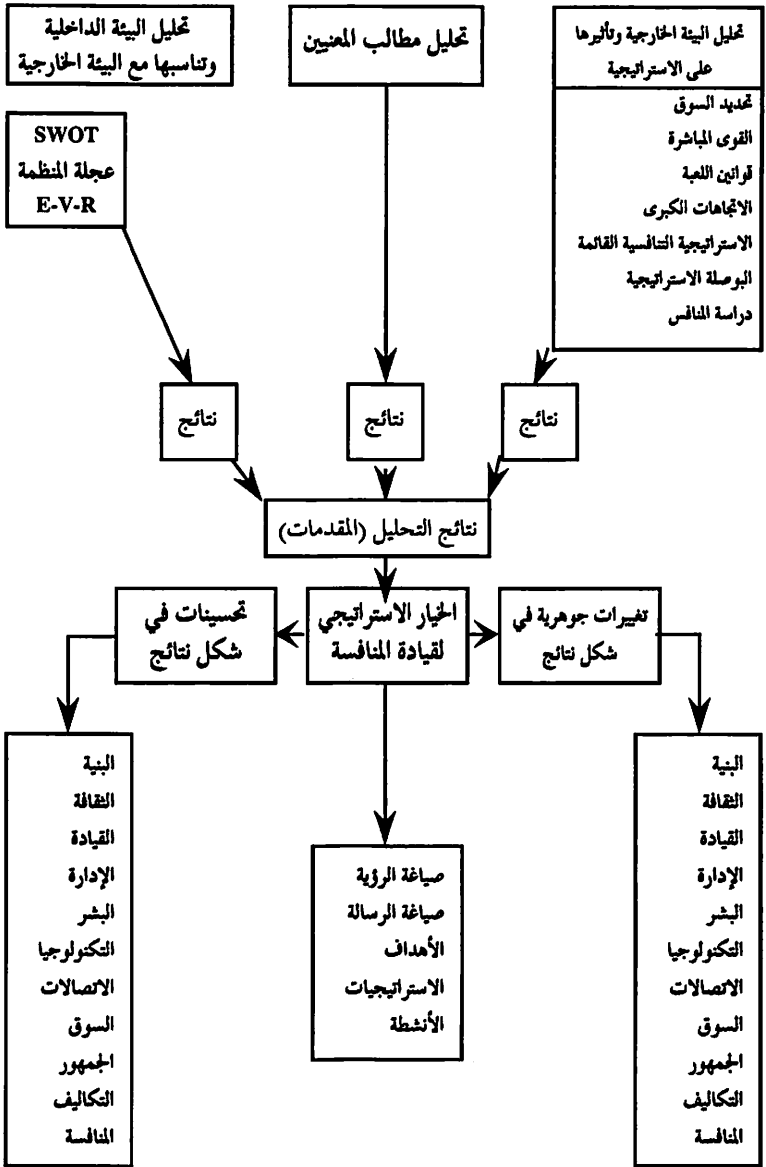 تحليل البيئة الخارجية وتأثيرها
على الاستراتيجية
تحديد السوق
القوى المباشرة
قوانين اللعبة
الاتجاهات الكبرى
الاستراتيجية التنافسية القائمة
البوصلة الاستراتيجية
دراسة المنافس
تحليل مطالب المعنيين
تحليل البيئة الداخلية
وتناسبها مع البيئة الخارجية
SWOT
عجلة المنظمة
E-V-R
نتائج
نتائج
نتائج
نتائج التحليل (المقدمات)
تغييرات جوهرية في
شكل نتائج
الخيار الاستراتيجي
لقيادة المنافسة
تحسينات في
شكل نتائج
البنية
الثقافة
القيادة
الإدارة
البشر
التكنولوجيا
الاتصالات
السوق
الجمهور
التكاليف
المنافسة
صياغة الرؤية
صياغة الرسالة
الأهداف
الاستراتيجيات
الأنشطة
البنية
الثقافة
القيادة
الإدارة
البشر
التكنولوجيا
الاتصالات
السوق
الجمهور
التكاليف
المنافسة